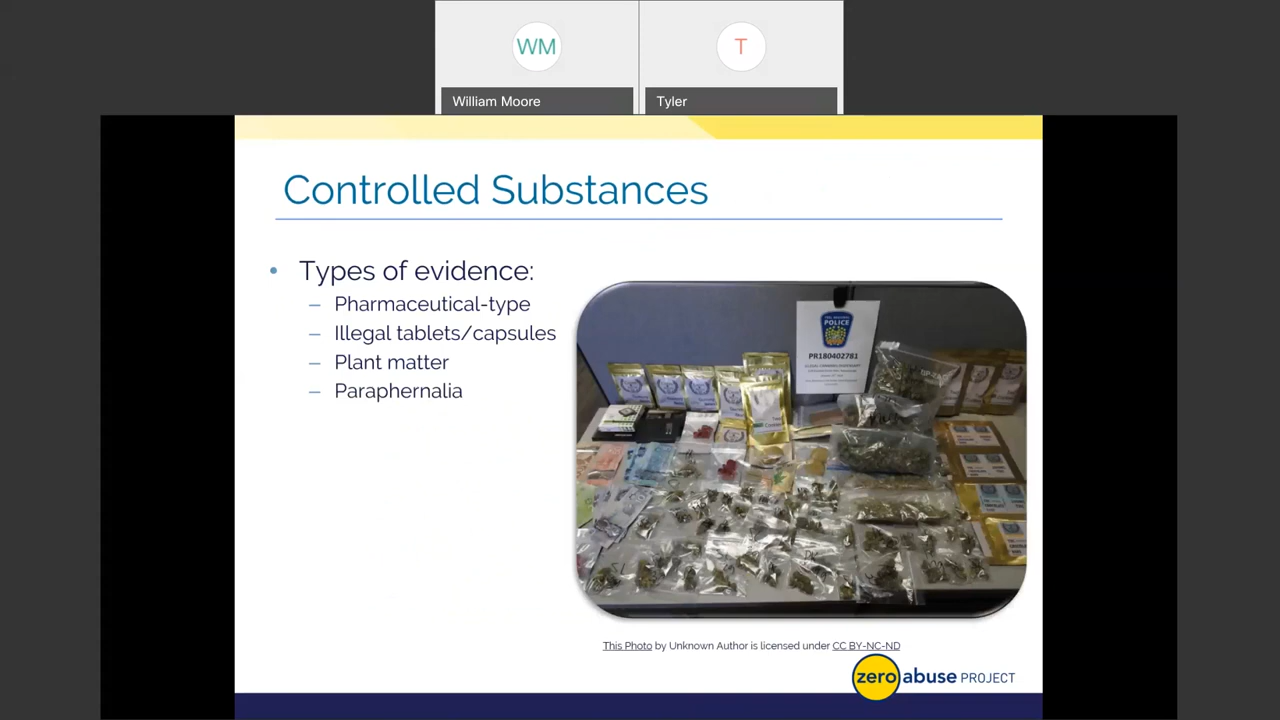 WM
T
William Moore
Tyler
Controlled Substances
• Types of evidence:
– Pharmaceutical-type
– Illegal tablets/capsules
– Plant matter
– Paraphernalia
POLICE
PR180402781
This Photo by Unknown Author is licensed under CC BY-NC-ND
zero abuse PROJECT